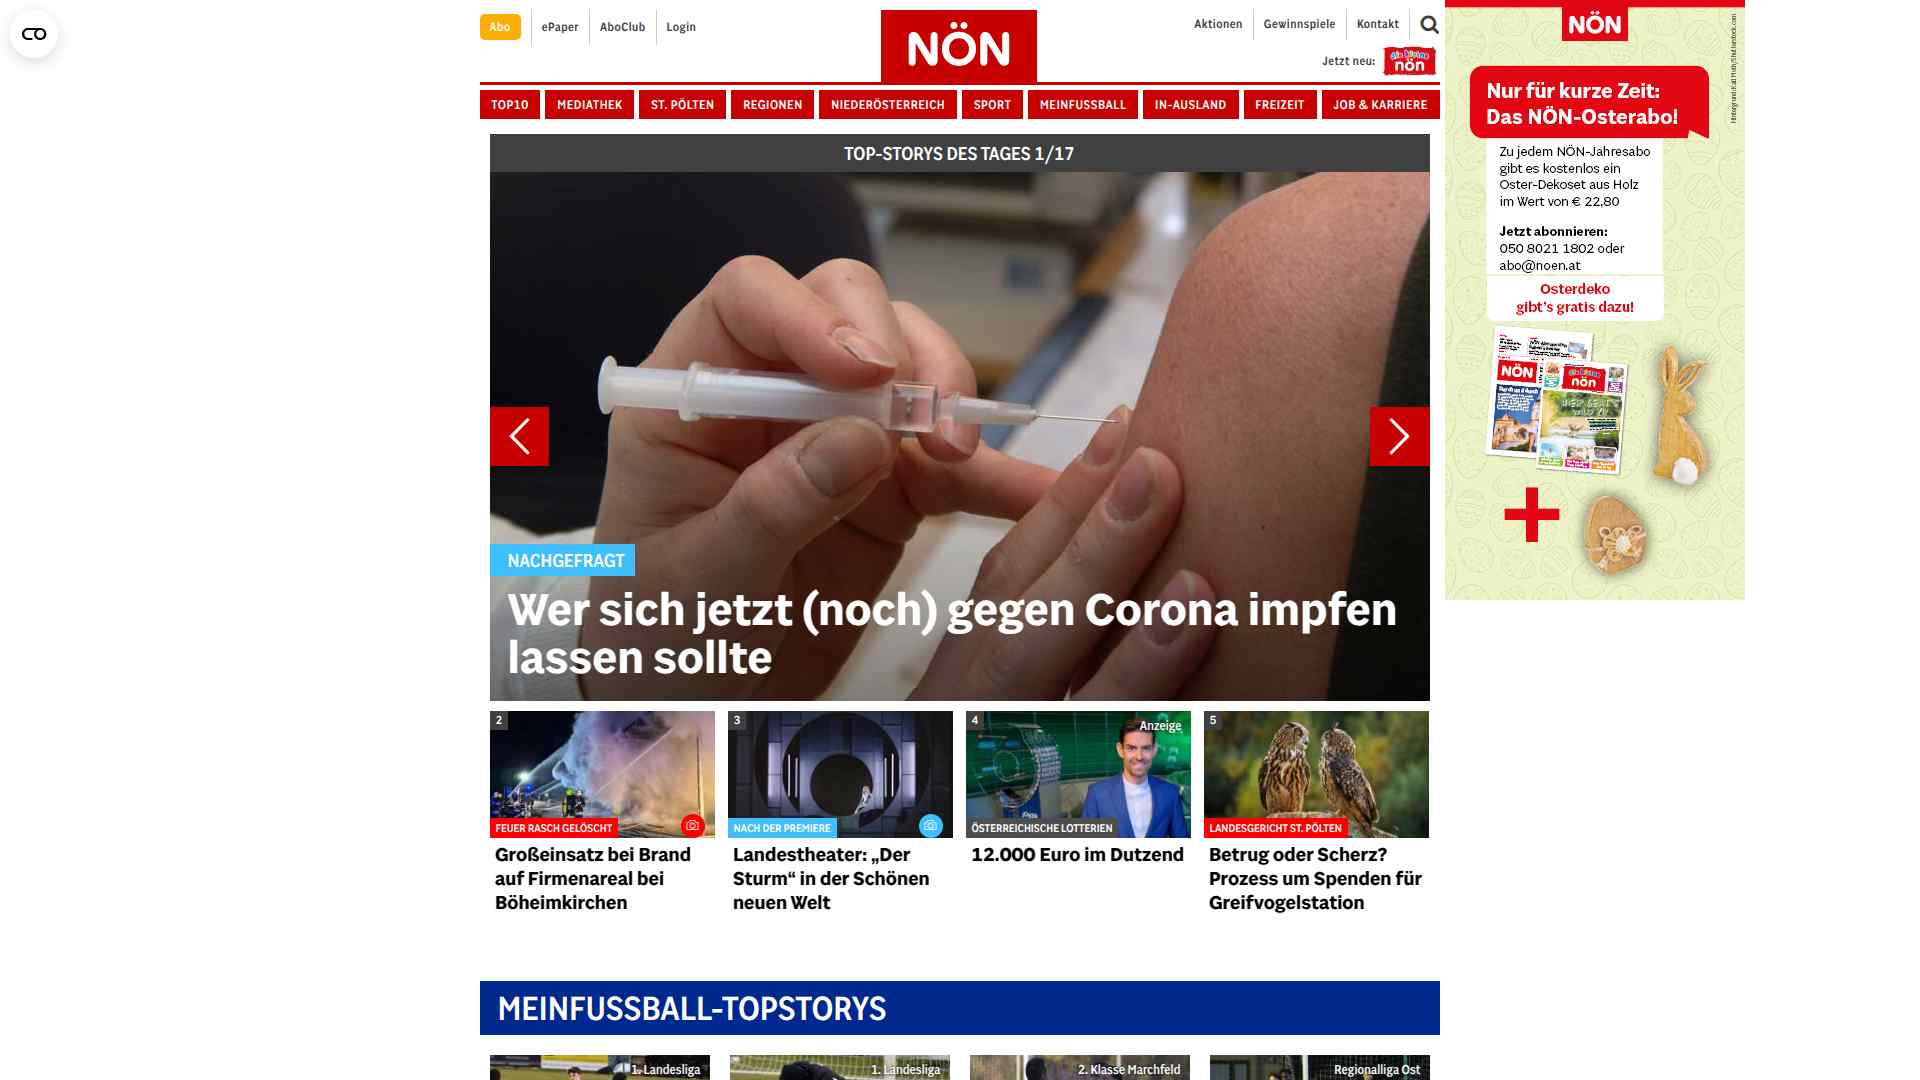 Abo
ePaper
AboClub
Login
NÖN
Aktionen
Gewinnspiele
Kontakt
Jetzt neu:
die kleine
nön
TOP10
MEDIATHEK
ST. PÖLTEN
REGIONEN
NIEDERÖSTERREICH
SPORT
MEINFUSSBALL
IN-AUSLAND
FREIZEIT
JOB & KARRIERE
TOP-STORYS DES TAGES 1/17
NACHGEFRAGT
Wer sich jetzt (noch) gegen Corona impfen
lassen sollte
2
FEUER RASCH GELÖSCHT
Großeinsatz bei Brand
auf Firmenareal bei
Böheimkirchen
3
NACH DER PREMIERE
Landestheater: „Der
Sturm“ in der Schönen
neuen Welt
4
Anzeige
ÖSTERREICHISCHE LOTTERIEN
12.000 Euro im Dutzend
5
LANDESGERICHT ST. PÖLTEN
Betrug oder Scherz?
Prozess um Spenden für
Greifvogelstation
MEINFUSSBALL-TOPSTORYS
1. Landesliga
1. Landesliga
2. Klasse Marchfeld
Regionalliga Ost
NÖN
Nur für kurze Zeit:
Das NÖN-Osterabo!
Zu jedem NÖN-Jahresabo
gibt es kostenlos ein
Oster-Dekoset aus Holz
im Wert von € 22,80
Jetzt abonnieren:
050 8021 1802 oder
abo@noen.at
Osterdeko
gibt's gratis dazu!
NÖN
die kleine
nön